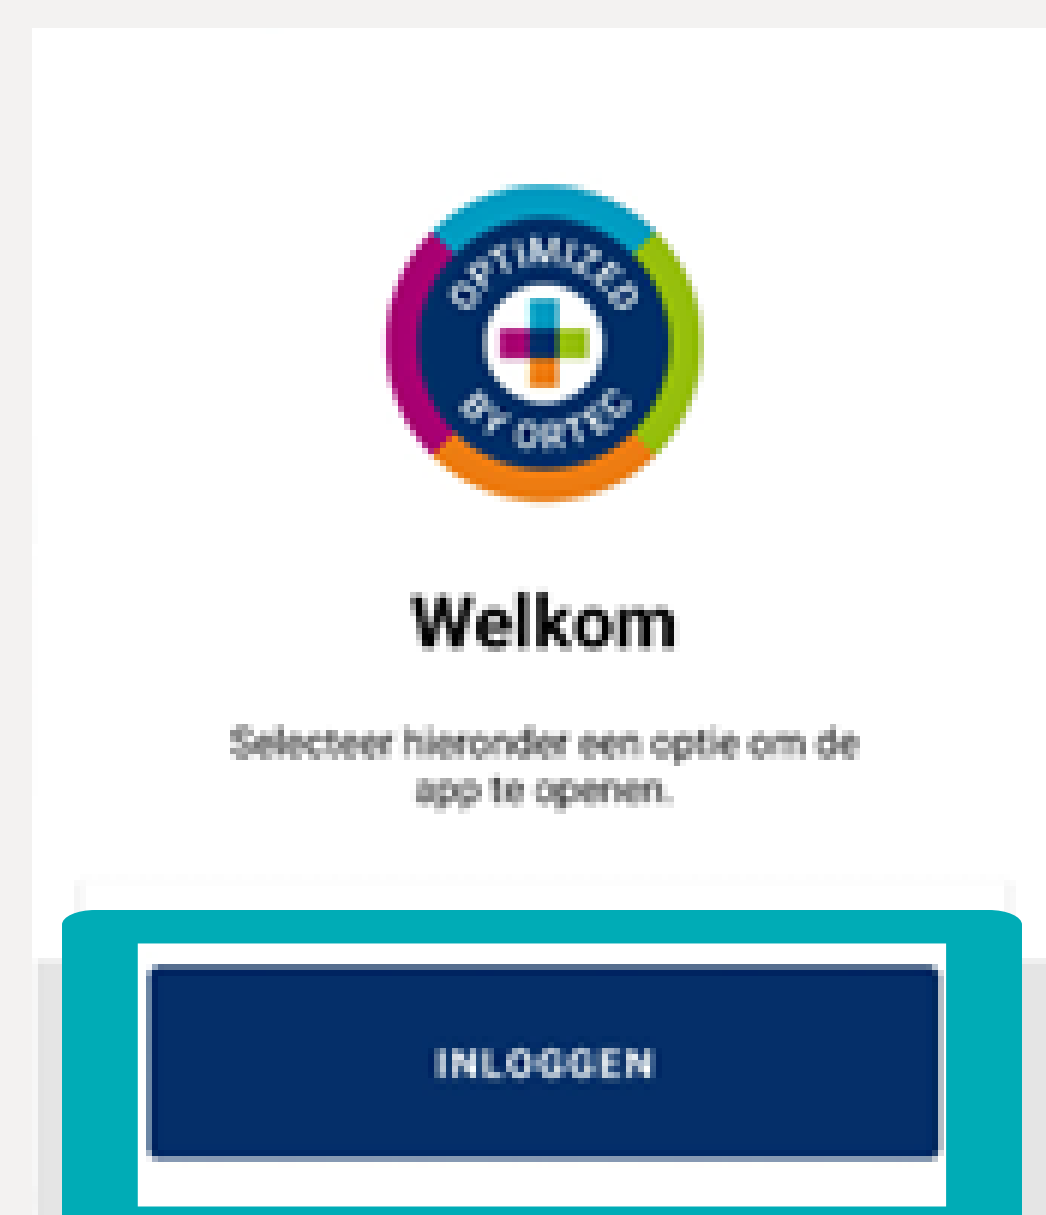 OPTIMIZED
BY ORTEC
Welkom
Selecteer hieronder een optie om de
app te openen.
INLOGGEN